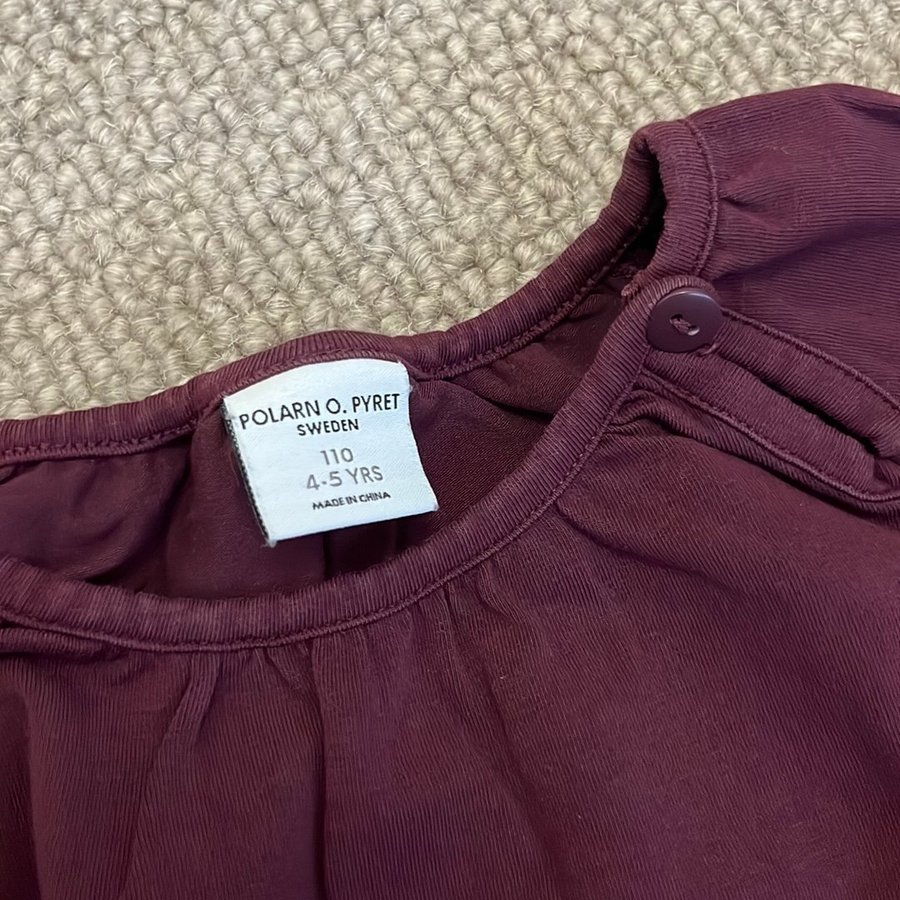 POLARN O. PYRET
SWEDEN
110
4-5 YRS
MADE IN CHINA